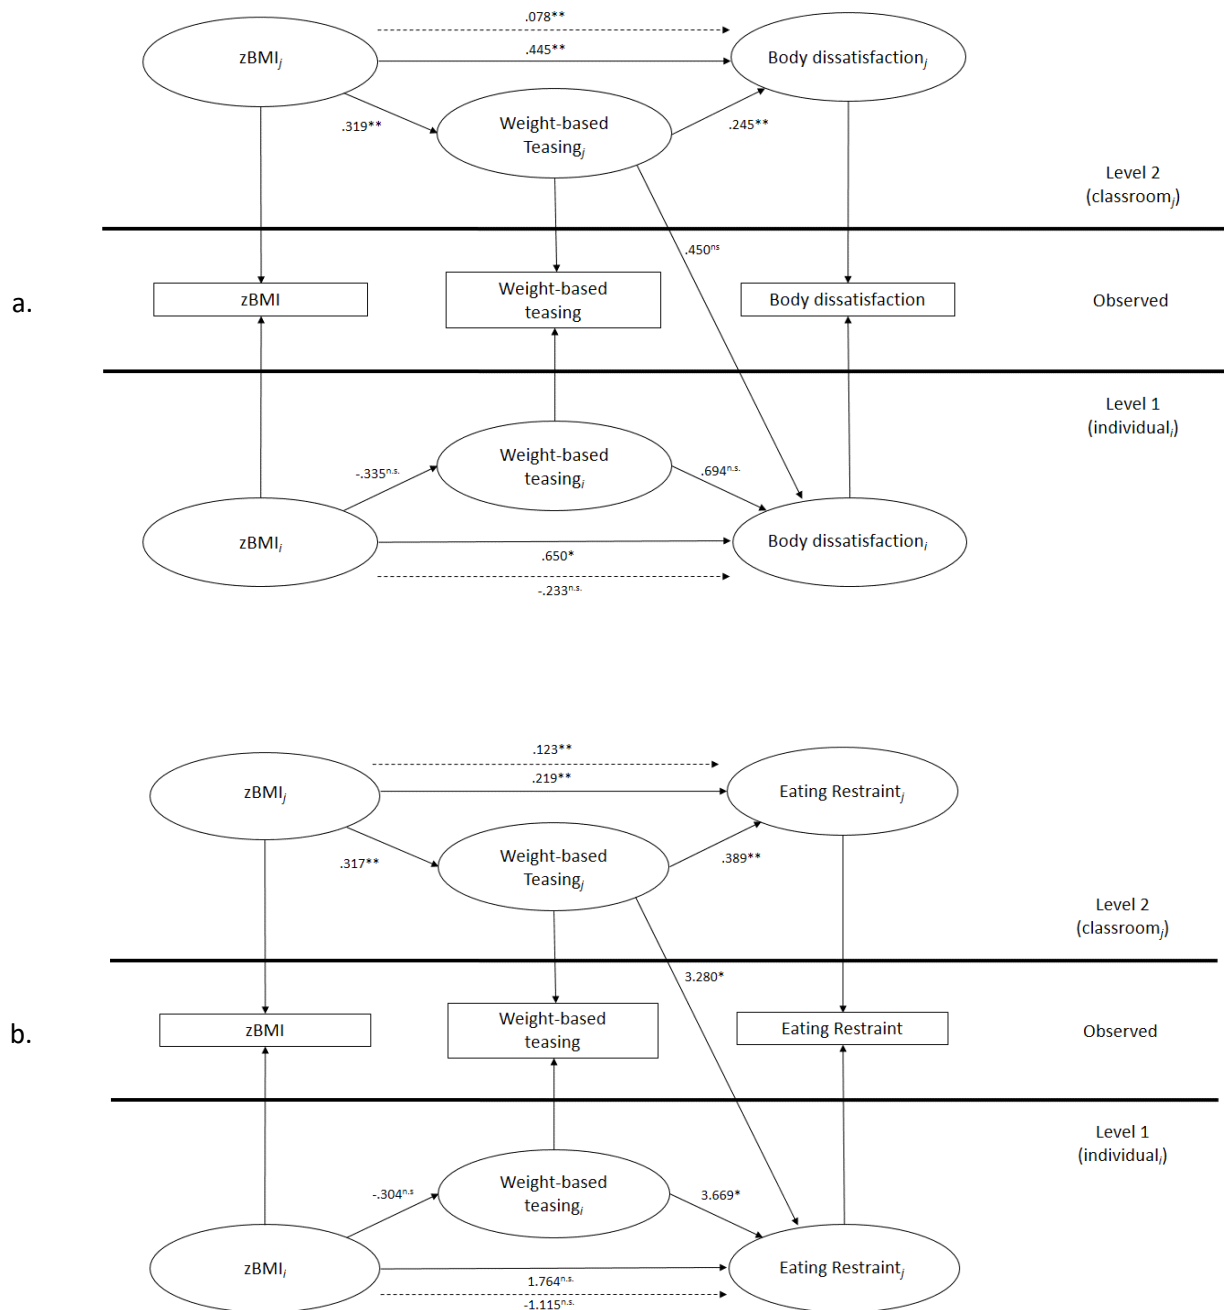 .078**
zBMIj
.445**
Body dissatisfactionj
.319**
Weight-based
Teasingj
.245**
Level 2
(classroomj)
.450ns
a.
zBMI
Weight-based
teasing
Body dissatisfaction
Observed
Level 1
(individuali)
-.335n.s.
Weight-based
teasingi
.694n.s.
zBMIi
Body dissatisfactioni
.650*
-.233n.s.
.123**
zBMIj
.219**
Eating Restraintj
.317**
Weight-based
Teasingj
.389**
Level 2
(classroomj)
3.280*
b.
zBMI
Weight-based
teasing
Eating Restraint
Observed
Level 1
(individuali)
-.304n.s
Weight-based
teasingi
3.669*
zBMIi
Eating Restraintj
1.764n.s.
-1.115n.s.